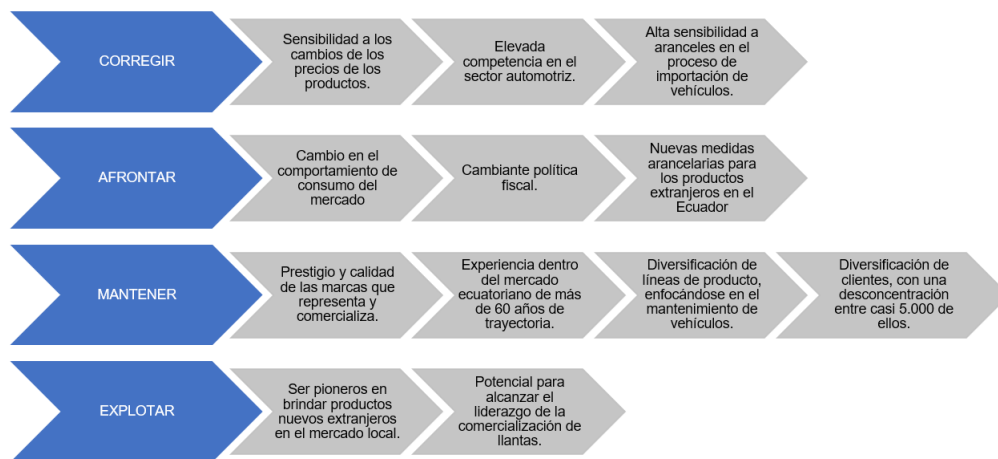 CORREGIR
Sensibilidad a los
cambios de los
precios de los
productos.
Elevada
competencia en el
sector automotriz.
Alta sensibilidad a
aranceles en el
proceso de
importación de
vehículos.
AFRONTAR
Cambio en el
comportamiento de
consumo del
mercado
Cambiante política
fiscal.
Nuevas medidas
arancelarias para
los productos
extranjeros en el
Ecuador
MANTENER
Prestigio y calidad
de las marcas que
representa y
comercializa.
Experiencia dentro
del mercado
ecuatoriano de más
de 60 años de
trayectoria.
Diversificación de
líneas de producto,
enfocándose en el
mantenimiento de
vehículos.
Diversificación de
clientes, con una
desconcentración
entre casi 5.000 de
ellos.
EXPLOTAR
Ser pioneros en
brindar productos
nuevos extranjeros
en el mercado local.
Potencial para
alcanzar el
liderazgo de la
comercialización de
llantas.